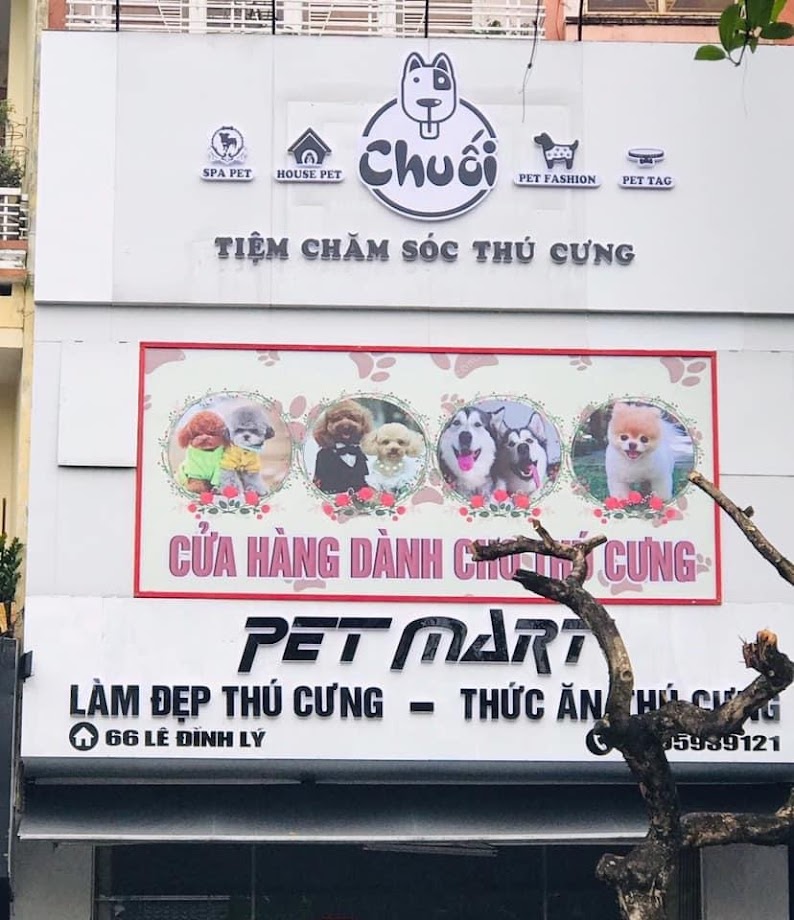 Chuối
SPA PET
HOUSE PET
PET FASHION
PET TAG
TIỆM CHĂM SÓC THÚ CƯNG
CỬA HÀNG DÀNH CHO THÚ CƯNG
PET MART
LÀM ĐẸP THÚ CƯNG - THỨC ĂN THÚ CƯNG
66 LÊ ĐÌNH LÝ